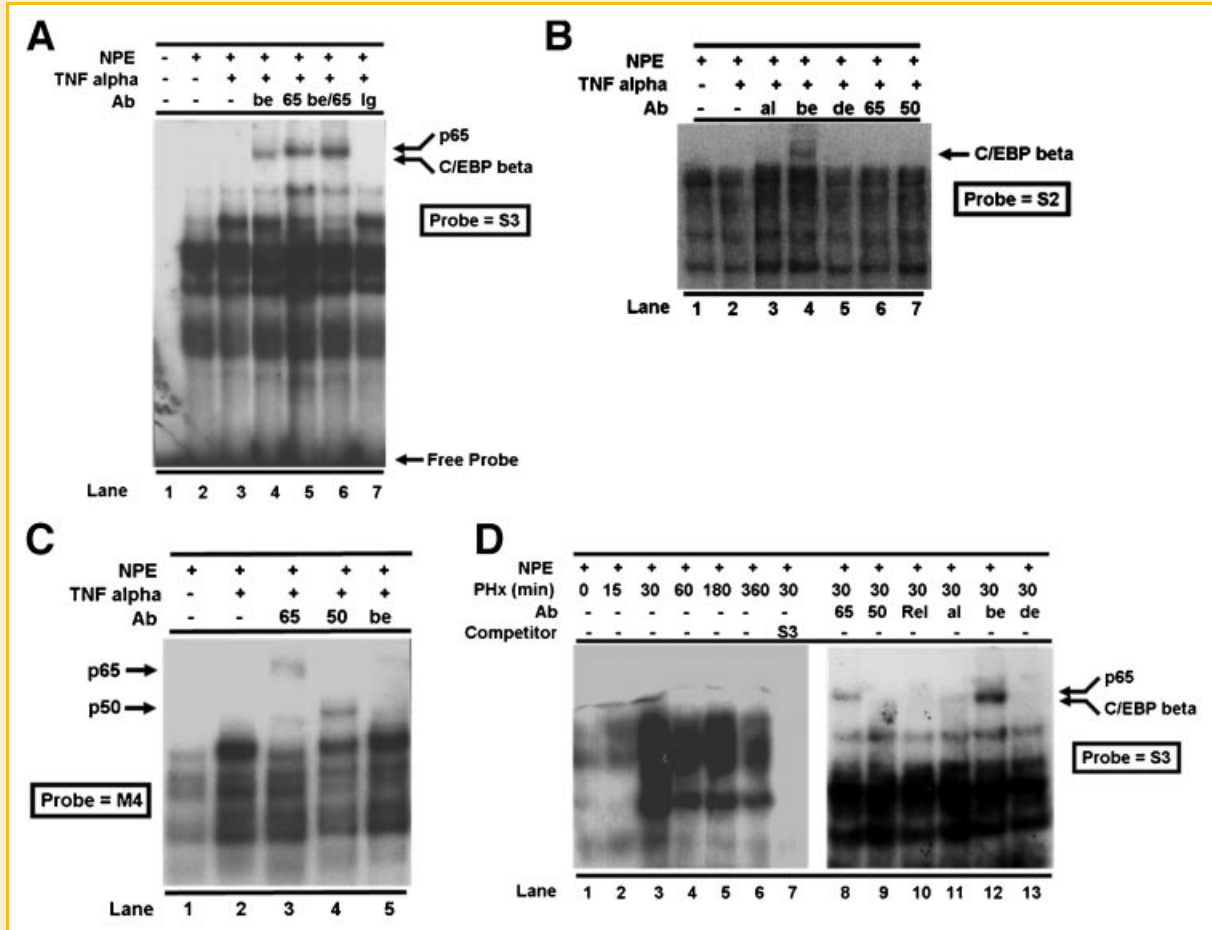 A
NPE - + + + + + +
TNF alpha - - + + + + +
Ab - - - be 65 be/65 Ig
p65
C/EBP beta
Probe = S3
Free Probe
Lane 1 2 3 4 5 6 7
B
NPE + + + + + + +
TNF alpha - + + + + + +
Ab - - al be de 65 50
C/EBP beta
Probe = S2
Lane 1 2 3 4 5 6 7
C
NPE + + + + +
TNF alpha - + + + +
Ab - - 65 50 be
p65
p50
Probe = M4
Lane 1 2 3 4 5
D
NPE + + + + + + + + + + + + +
PHx (min) 0 15 30 60 180 360 30 30 30 30 30 30 30
Ab - - - - - - - 65 50 Rel al be de
Competitor - - - - - - S3 - - - - - -
p65
C/EBP beta
Probe = S3
Lane 1 2 3 4 5 6 7 8 9 10 11 12 13